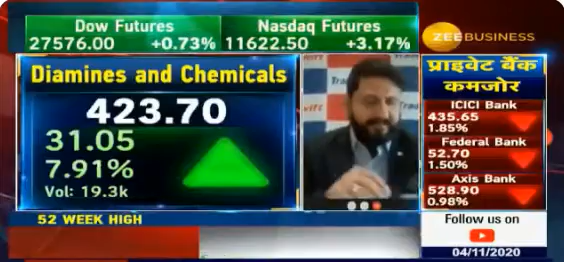 Dow Futures
27576.00 +0.73%
Nasdaq Futures
11622.50 +3.17%
ZEEBUSINESS
Diamines and Chemicals
423.70
31.05
7.91%
Vol: 19.3k
52 WEEK HIGH
प्राइवेट बैंक
कमजोर
ICICI Bank
435.65
1.85%
Federal Bank
52.70
1.50%
Axis Bank
528.90
0.98%
Follow us on
04/11/2020